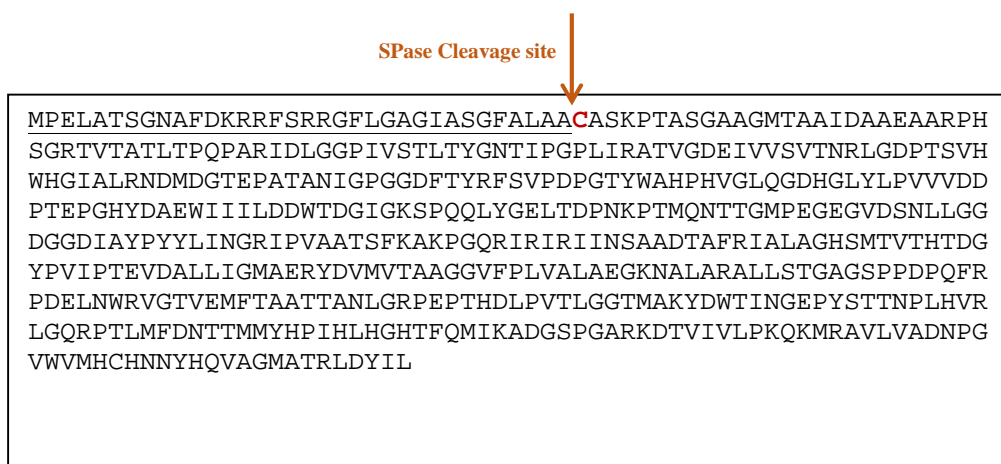 SPase Cleavage site
MPELATSGNAFDKRRFSRRGFLGAGIASGFALAACASKPTASGAAGMTAAIDAAEAARPH
SGRTVTATLTPQPARIDLGGPIVSTLTYGNTIPGPLIRATVGDEIVVSVTNRLGDPTSVH
WHGIALRNDMDGTEPATANIGPGGDFTYRFSVPDPGTYWAHPHVGLQGDHGLYLPVVVDD
PTEPGHYDAEWIIILDDWTDGIGKSPQQLYGELTDPNKPTMQNTTGMPEGEGVDSNLLGG
DGGDIAYPYYLINGRIPVAATSFKAKPGQRIRIRIINSAADTAFRIALAGHSMTVTHTDG
YPVIPTEVDALLIGMAERYDVMVTAAGGVFPLVALAEGKNALARALLSTGAGSPPDPQFR
PDELNWRVGTVEMFTAATTANLGRPEPTHDLPVTLGGTMAKYDWTINGEPYSTTNPLHVR
LGQRPTLMFDNTTMMYHPIHLHGHTFQMIKADGSPGARKDTVIVLPKQKMRAVLVADNPG
VWVMHCHNNYHQVAGMATRLDYIL